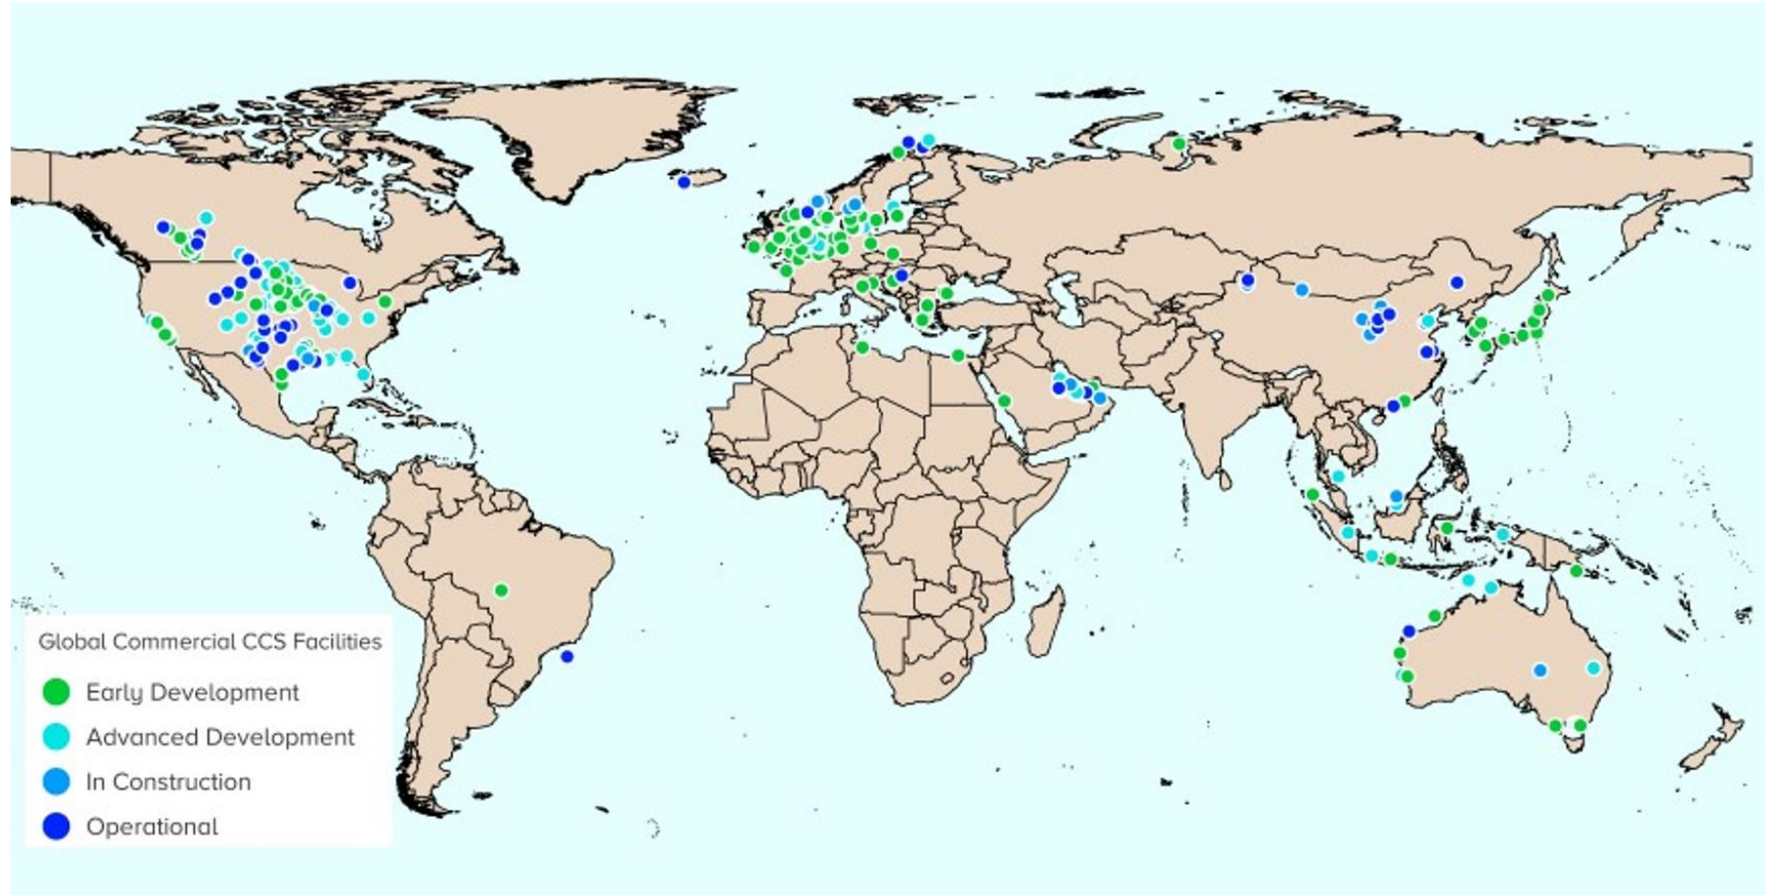 Global Commercial CCS Facilities
Early Development
Advanced Development
In Construction
Operational